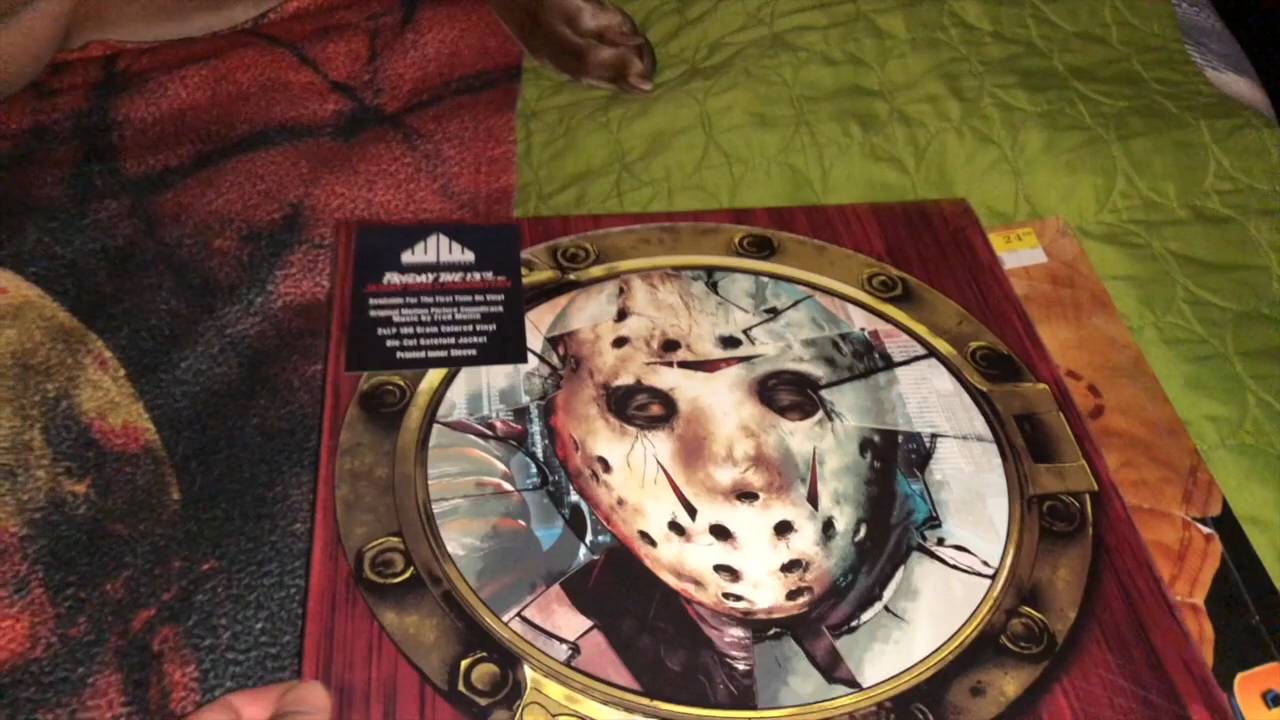 FRIDAY THE 13TH
Available For The First Time On Vinyl
Original Motion Picture Soundtrack
Music by Fred Mollin
2xLP 180 Gram Colored Vinyl
Die-Cut Gatefold Jacket
Printed Inner Sleeve
24